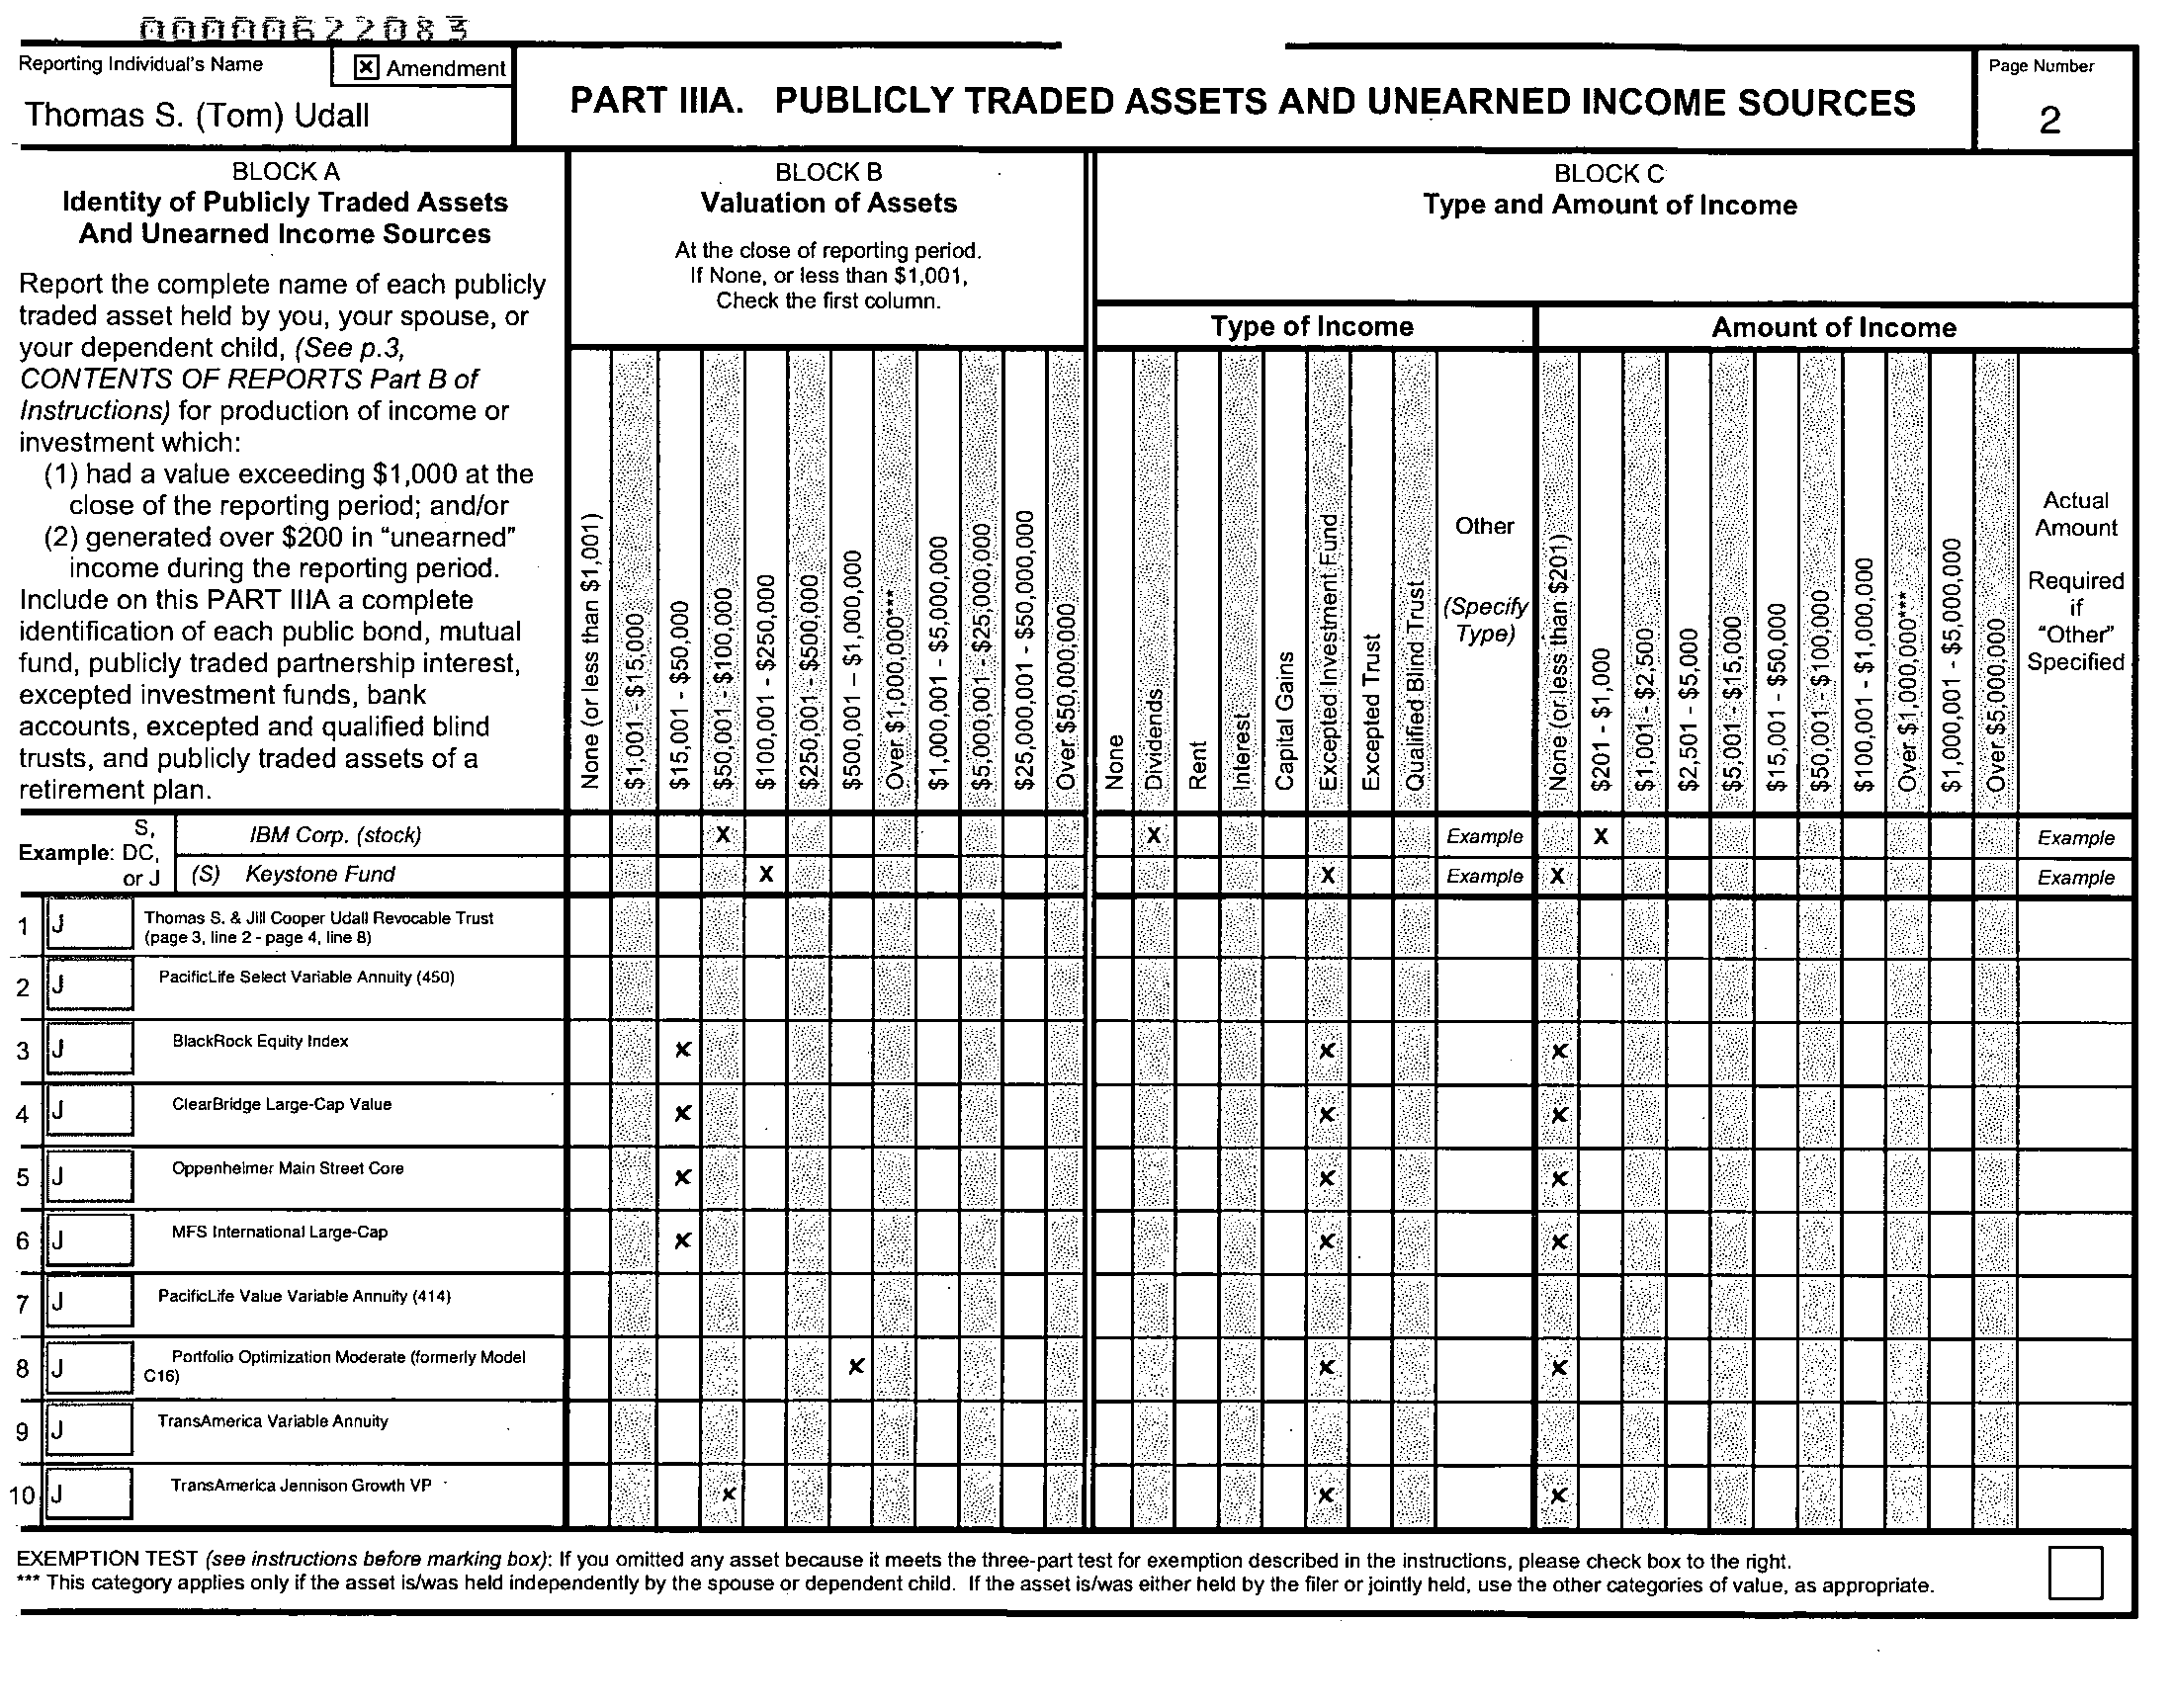 00000622083
Reporting Individual's Name
x Amendment
Thomas S. (Tom) Udall
PART IIIA. PUBLICLY TRADED ASSETS AND UNEARNED INCOME SOURCES
Page Number
2
BLOCK A
Identity of Publicly Traded Assets
And Unearned Income Sources
Report the complete name of each publicly
traded asset held by you, your spouse, or
your dependent child, (See p.3,
CONTENTS OF REPORTS Part B of
Instructions) for production of income or
investment which:
(1) had a value exceeding $1,000 at the
close of the reporting period; and/or
(2) generated over $200 in “unearned”
income during the reporting period.
Include on this PART IIIA a complete
identification of each public bond, mutual
fund, publicly traded partnership interest,
excepted investment funds, bank
accounts, excepted and qualified blind
trusts, and publicly traded assets of a
retirement plan.
BLOCK B
Valuation of Assets
At the close of reporting period.
If None, or less than $1,001,
Check the first column.
None (or less than $1,001)
$1,001 - $15,000
$15,001 - $50,000
$50,001 - $100,000
$100,001 - $250,000
$250,001 - $500,000
$500,001 – $1,000,000
Over $1,000,000***
$1,000,001 - $5,000,000
$5,000,001 - $25,000,000
$25,000,001 - $50,000,000
Over $50,000,000
BLOCK C
Type and Amount of Income
Type of Income
None
Dividends
Rent
Interest
Capital Gains
Excepted Investment Fund
Excepted Trust
Qualified Blind Trust
Other
(Specify
Type)
Amount of Income
None (or less than $201)
$201 - $1,000
$1,001 - $2,500
$2,501 - $5,000
$5,001 - $15,000
$15,001 - $50,000
$50,001 - $100,000
$100,001 - $1,000,000
Over $1,000,000***
$1,000,001 - $5,000,000
Over $5,000,000
Actual
Amount
Required
if
“Other”
Specified
Example: S, DC, or J
IBM Corp. (stock) X X Example X Example
(S) Keystone Fund X X Example X Example
1 J Thomas S. & Jill Cooper Udall Revocable Trust
(page 3, line 2 - page 4, line 8)
2 J PacificLife Select Variable Annuity (450)
3 J BlackRock Equity Index x x x
4 J ClearBridge Large-Cap Value x x x
5 J Oppenheimer Main Street Core x x x
6 J MFS International Large-Cap x x x
7 J PacificLife Value Variable Annuity (414)
8 J Portfolio Optimization Moderate (formerly Model
C16) x x x
9 J TransAmerica Variable Annuity
10 J TransAmerica Jennison Growth VP x x x
EXEMPTION TEST (see instructions before marking box): If you omitted any asset because it meets the three-part test for exemption described in the instructions, please check box to the right.
*** This category applies only if the asset is/was held independently by the spouse or dependent child. If the asset is/was either held by the filer or jointly held, use the other categories of value, as appropriate.